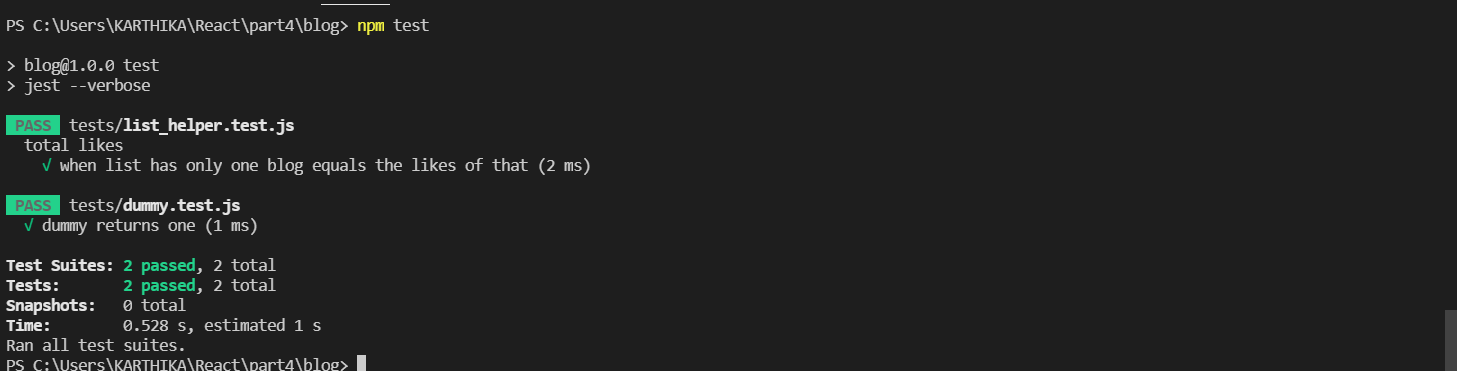 PS C:\Users\KARTHIKA\React\part4\blog> npm test
> blog@1.0.0 test
> jest --verbose
PASS tests/list_helper.test.js
total likes
√ when list has only one blog equals the likes of that (2 ms)
PASS tests/dummy.test.js
√ dummy returns one (1 ms)
Test Suites: 2 passed, 2 total
Tests: 2 passed, 2 total
Snapshots: 0 total
Time: 0.528 s, estimated 1 s
Ran all test suites.
PS C:\Users\KARTHIKA\React\part4\blog>